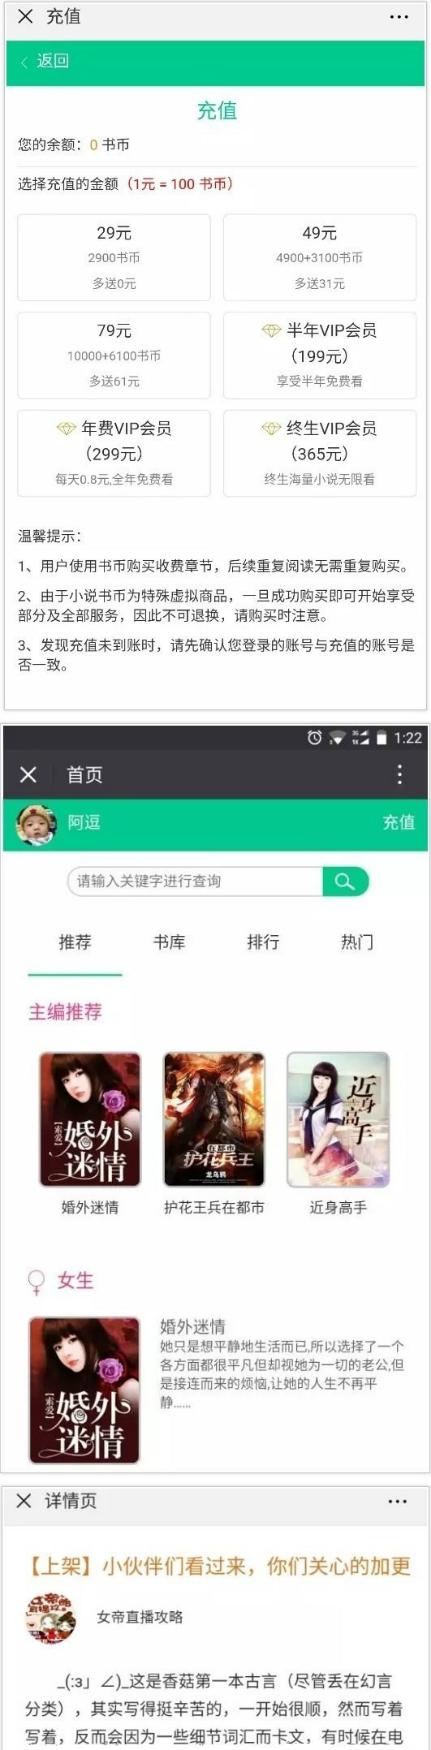 充值
返回
充值
您的余额：0 书币
选择充值的金额（1元 = 100 书币）
29元
2900书币
多送0元
49元
4900+3100书币
多送31元
79元
10000+6100书币
多送61元
半年VIP会员
（199元）
享受半年免费看
年费VIP会员
（299元）
每天0.8元,全年免费看
终生VIP会员
（365元）
终生海量小说无限看
温馨提示：
1、用户使用书币购买收费章节，后续重复阅读无需重复购买。
2、由于小说书币为特殊虚拟商品，一旦成功购买即可开始享受
部分及全部服务，因此不可退换，请购买时注意。
3、发现充值未到账时，请先确认您登录的账号与充值的账号是
否一致。
1:22
首页
阿逗
充值
请输入关键字进行查询
推荐
书库
排行
热门
主编推荐
【索爱】
婚外
迷情
在都市
护花兵王
近身
高手
婚外迷情
护花王兵在都市
近身高手
女生
【索爱】
婚外
迷情
婚外迷情
她只是想平静地生活而已,所以选择了一个
各方面都很平凡但却视她为一切的老公,但
是接连而来的烦恼,让她的人生不再平
静......
详情页
【上架】小伙伴们看过来，你们关心的加更
女帝直播攻略
_(:з」∠)_这是香菇第一本古言（尽管丢在幻言
分类），其实写得挺辛苦的，一开始很顺，然而写着
写着，反而会因为一些细节词汇而卡文，有时候在电